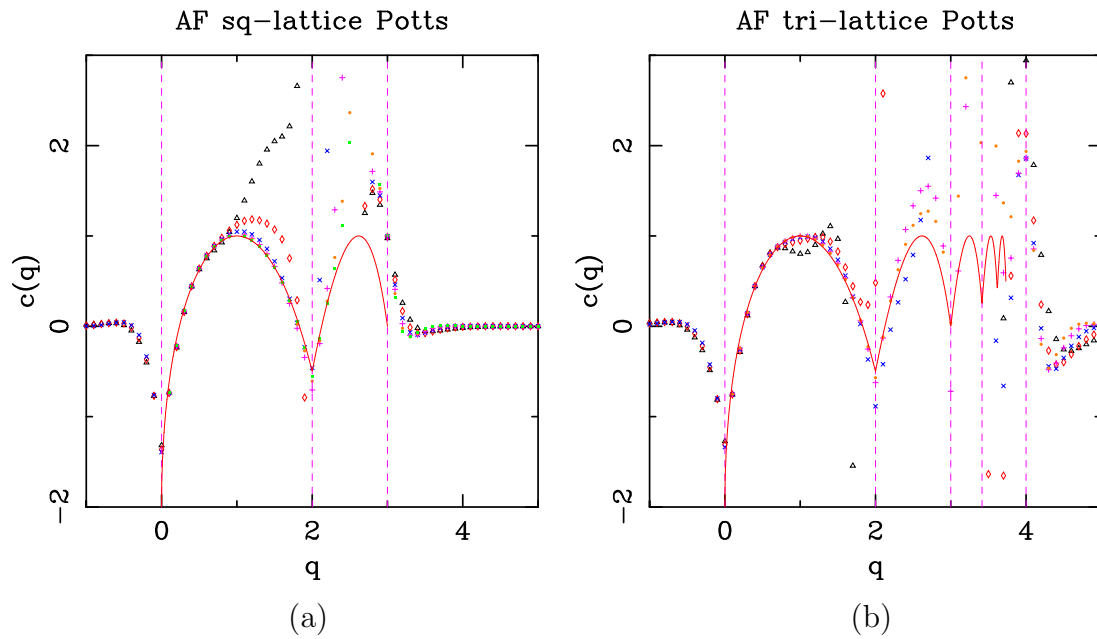 AF sq-lattice Potts
c(q)
2
0
-2
0
2
4
q
(a)
AF tri-lattice Potts
c(q)
2
0
-2
0
2
4
q
(b)